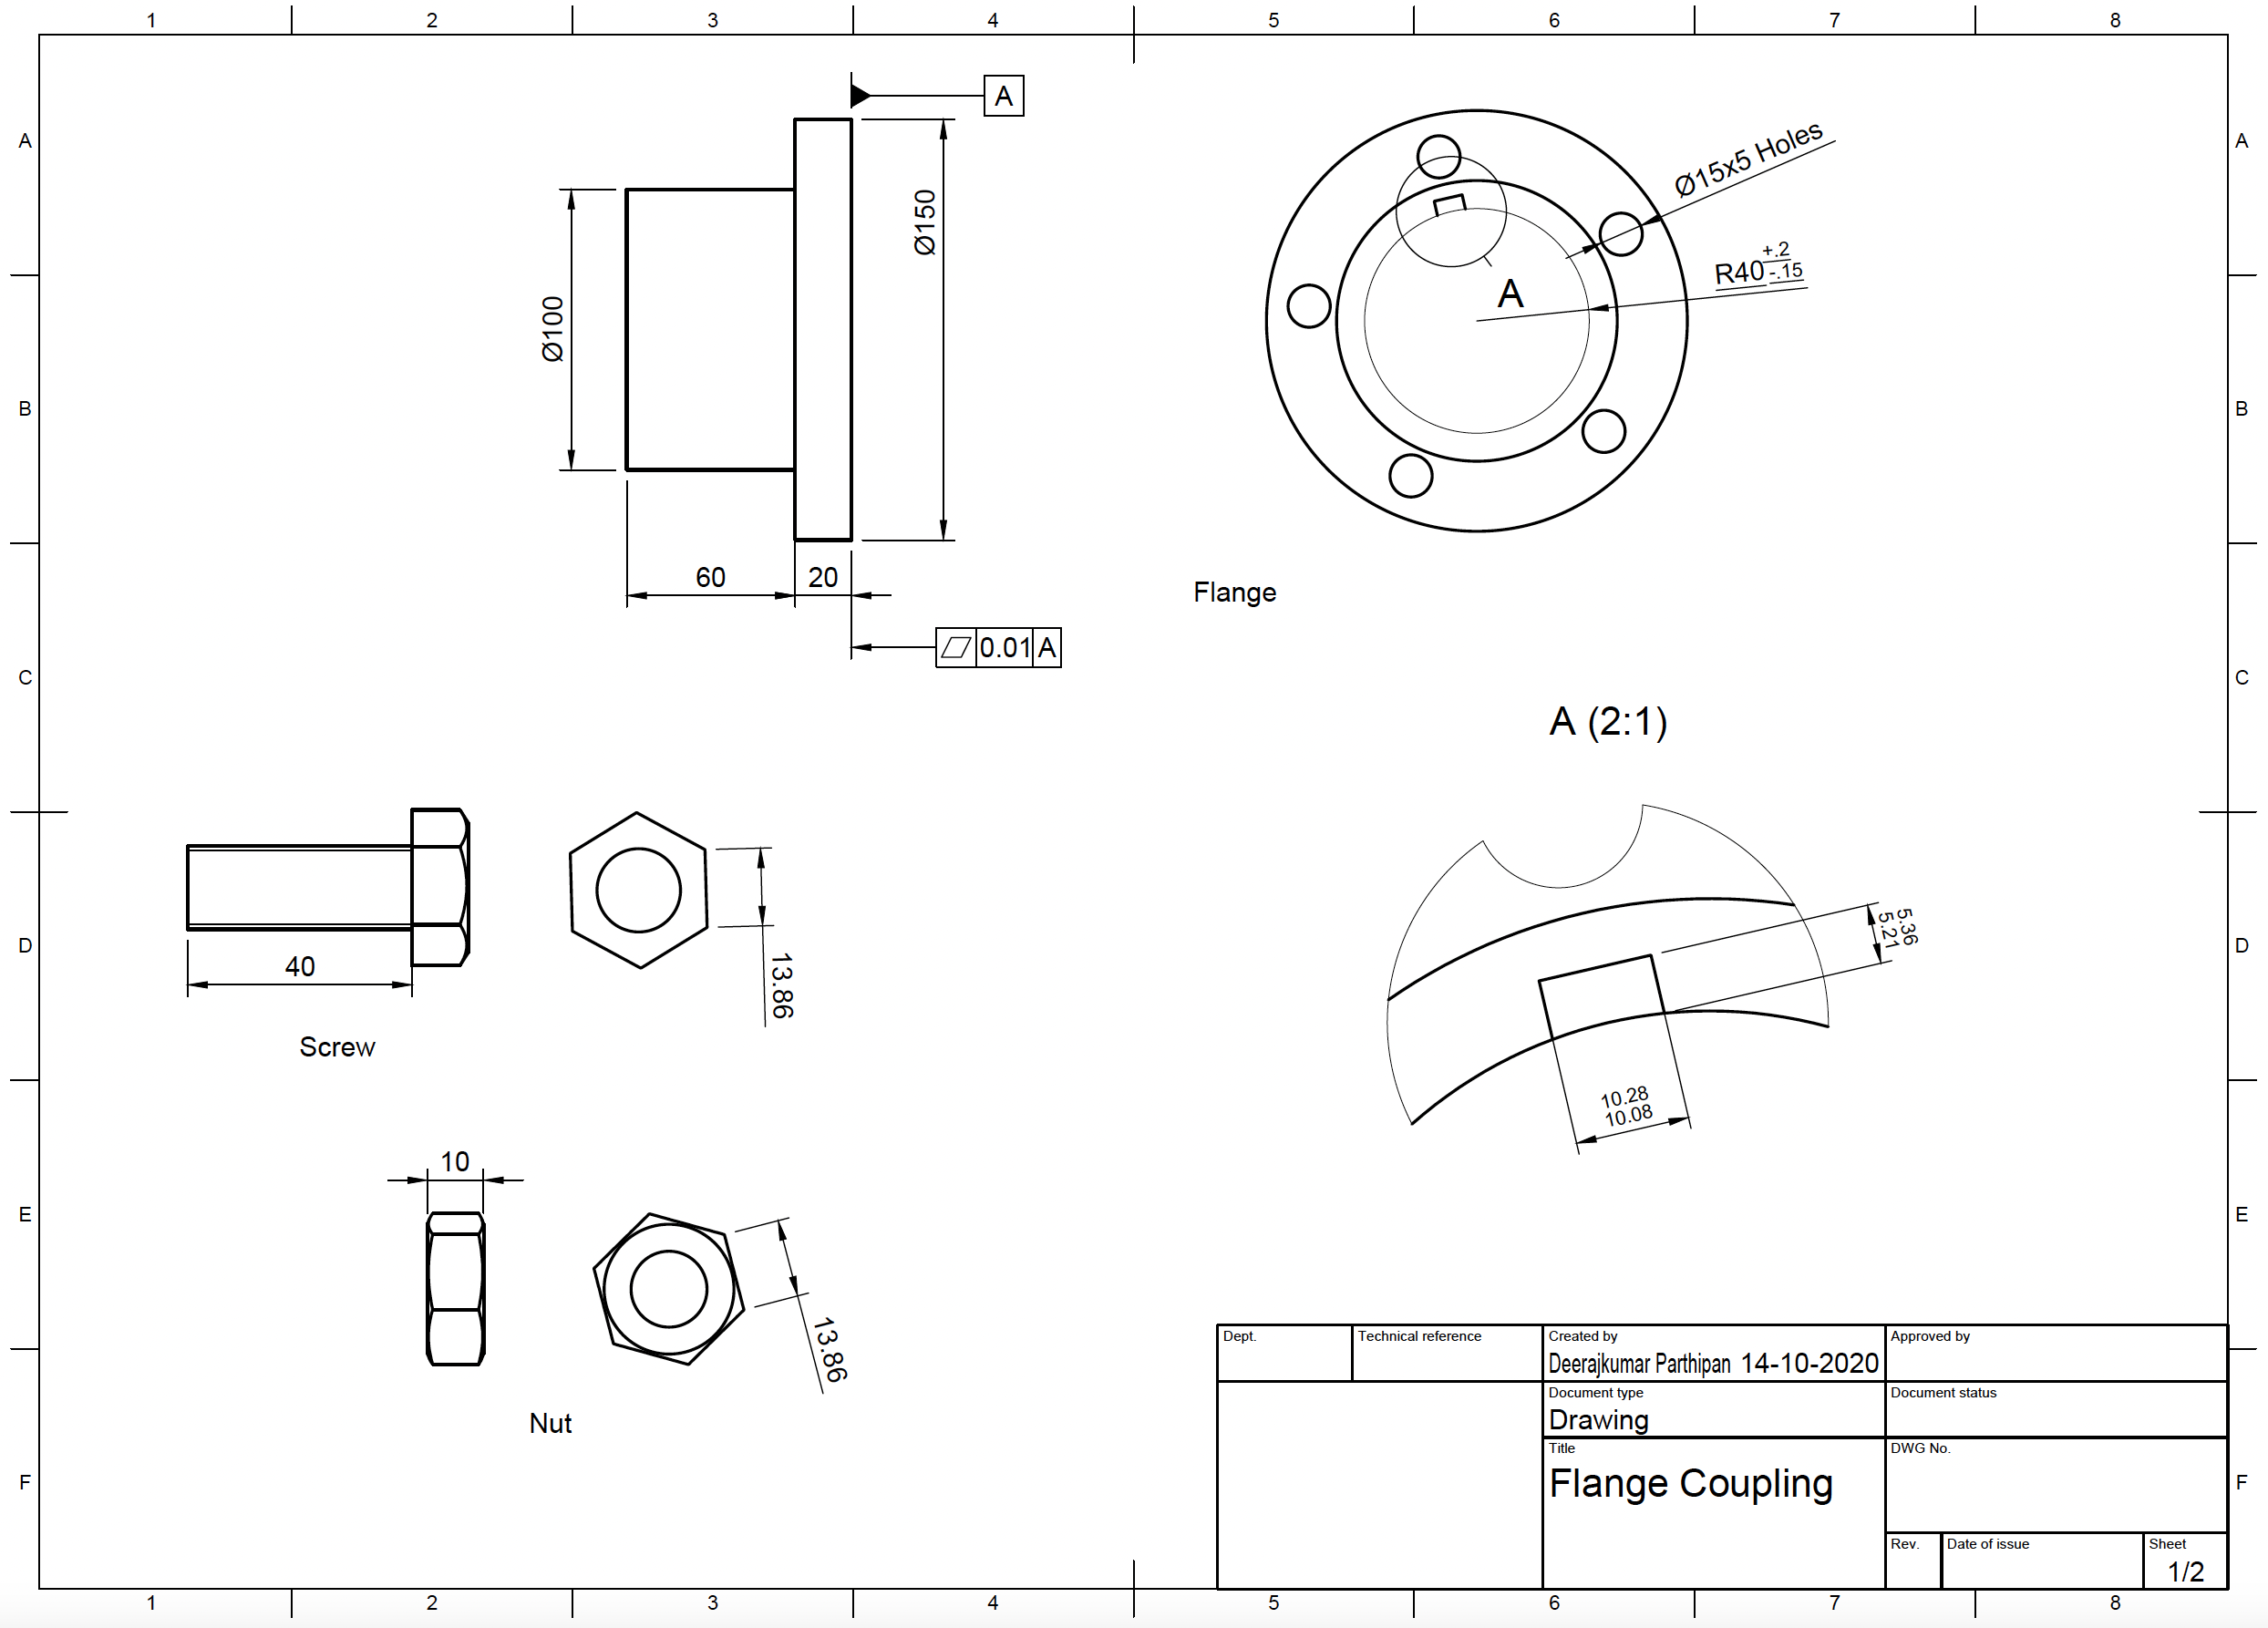 1 2 3 4 5 6 7 8
A A
A
Ø15x5 Holes
Ø150
R40 +.2 -.15
A
Ø100
B B
60 20
Flange
0.01 A
C C
A (2:1)
5.36
5.21
D D
40
13.86
Screw
10.28
10.08
10
E E
13.86
Nut
Dept.
Technical reference
Created by
Deerajkumar Parthipan 14-10-2020
Approved by
Document type
Drawing
Document status
Title
Flange Coupling
DWG No.
F F
Rev.
Date of issue
Sheet
1/2
1 2 3 4 5 6 7 8